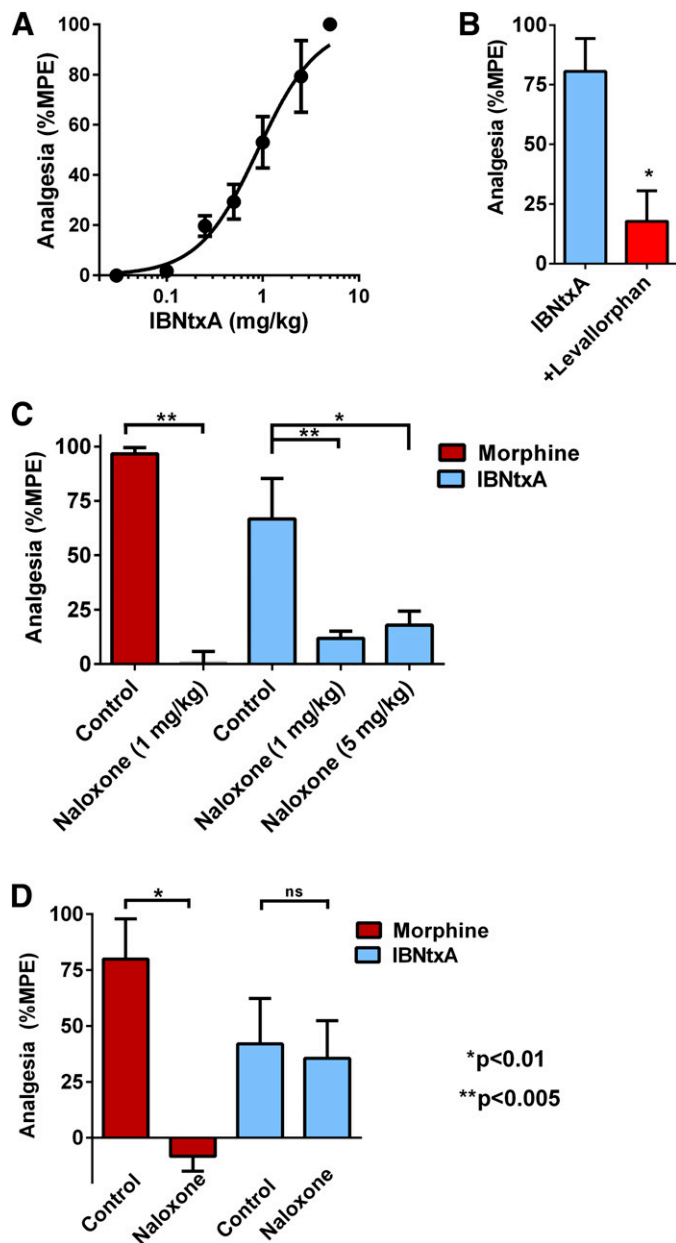 A
Analgesia (%MPE)
100
80
60
40
20
0
0.1
1
10
IBNtxA (mg/kg)
B
Analgesia (%MPE)
100
75
50
25
0
*
IBNtxA
+Levallorphan
C
Analgesia (%MPE)
100
75
50
25
0
**
*
**
Morphine
IBNtxA
Control
Naloxone (1 mg/kg)
Control
Naloxone (1 mg/kg)
Naloxone (5 mg/kg)
D
Analgesia (%MPE)
100
75
50
25
0
*
ns
Morphine
IBNtxA
*p<0.01
**p<0.005
Control
Naloxone
Control
Naloxone